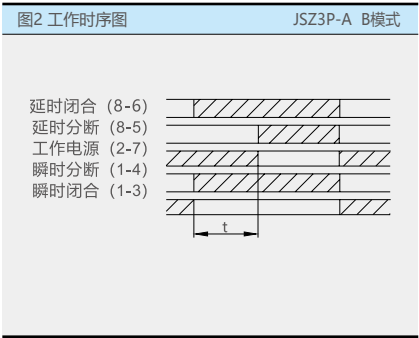 图2 工作时序图 JSZ3P-A B模式
延时闭合 (8-6)
延时分断 (8-5)
工作电源 (2-7)
瞬时分断 (1-4)
瞬时闭合 (1-3)
t